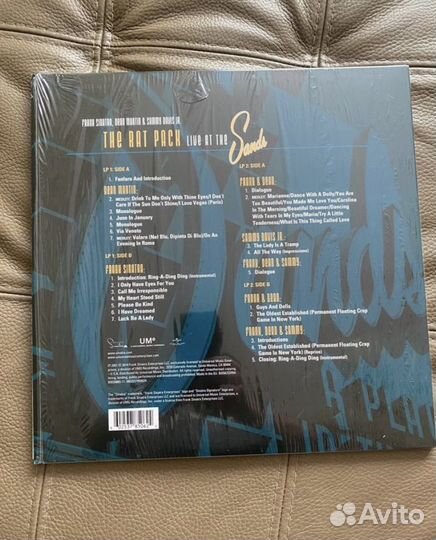 FRANK SINATRA, DEAN MARTIN & SAMMY DAVIS JR.
THE RAT PACK LIVE AT THE Sands
LP 1: SIDE A
1. Fanfare and Introduction
DEAN MARTIN:
2. MEDLEY: Drink To Me Only With Thine Eyes/I Don't
Care If The Sun Don't Shine/I Love Vegas (Paris)
3. Monologue
4. June In January
5. Monologue
6. Via Veneto
7. MEDLEY: Volare (Nel Blu, Dipinto Di Blu)/On An
Evening In Roma
LP 1: SIDE B
FRANK SINATRA:
1. Introduction: Ring-A-Ding Ding (Instrumental)
2. I Only Have Eyes For You
3. Call Me Irresponsible
4. My Heart Stood Still
5. Please Be Kind
6. I Have Dreamed
7. Luck Be A Lady
LP 2: SIDE A
FRANK & DEAN:
1. Dialogue
2. MEDLEY: Marianne/Dance With A Dolly/You Are
Too Beautiful/You Made Me Love You/Carolina
In The Morning/Beautiful Dreamer/Dancing
With Tears In My Eyes/Maria/Try A Little
Tenderness/What Is This Thing Called Love
SAMMY DAVIS JR.:
3. The Lady Is A Tramp
4. All The Way (Impressions)
FRANK, DEAN & SAMMY:
5. Dialogue
LP 2: SIDE B
FRANK & DEAN:
1. Guys And Dolls
2. The Oldest Established (Permanent Floating Crap
Game In New York)
FRANK, DEAN & SAMMY:
3. Introductions
4. The Oldest Established (Permanent Floating Crap
Game In New York) (Reprise)
5. Closing: Ring-A-Ding Ding (Instrumental)
UMe
www.sinatra.com
Avito